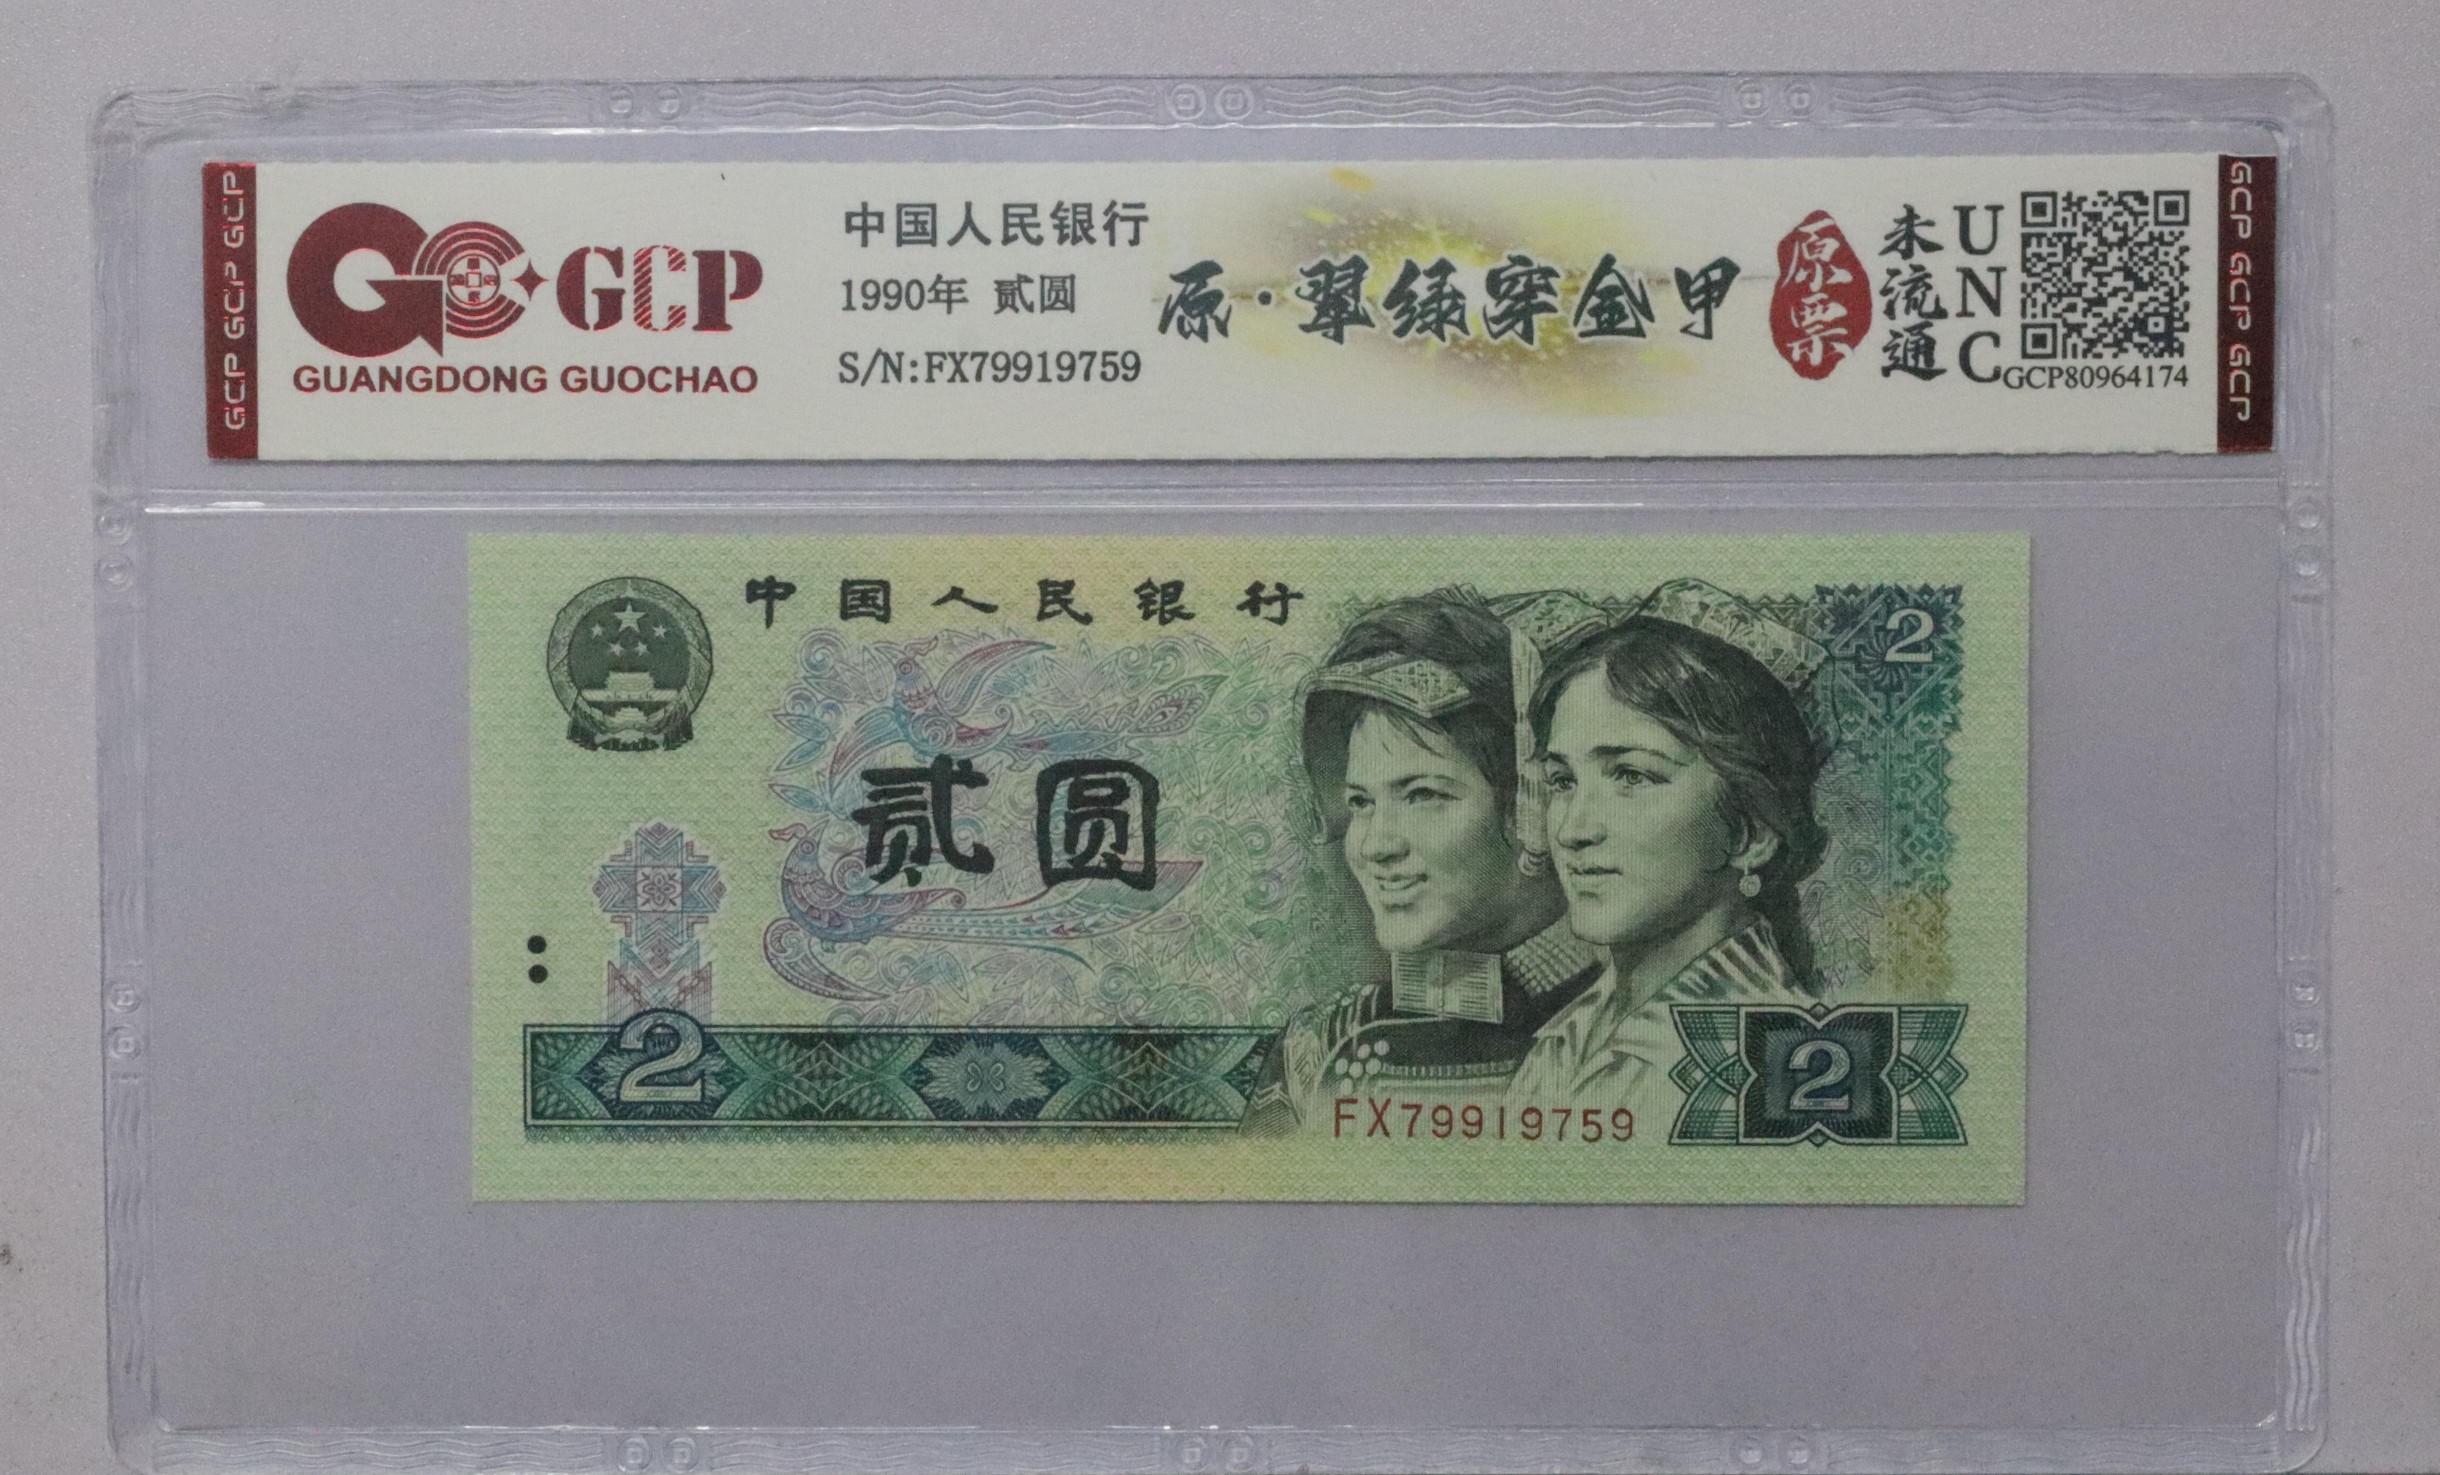 GCP GCP GCP
GCP
GUANGDONG GUOCHAO
中国人民银行
1990年 贰圆
S/N:FX79919759
原·翠绿穿金甲
原票
未流通
UNC
GCP80964174
GCP GCP GCP
中国人民银行
2
贰圆
2
FX79919759
2